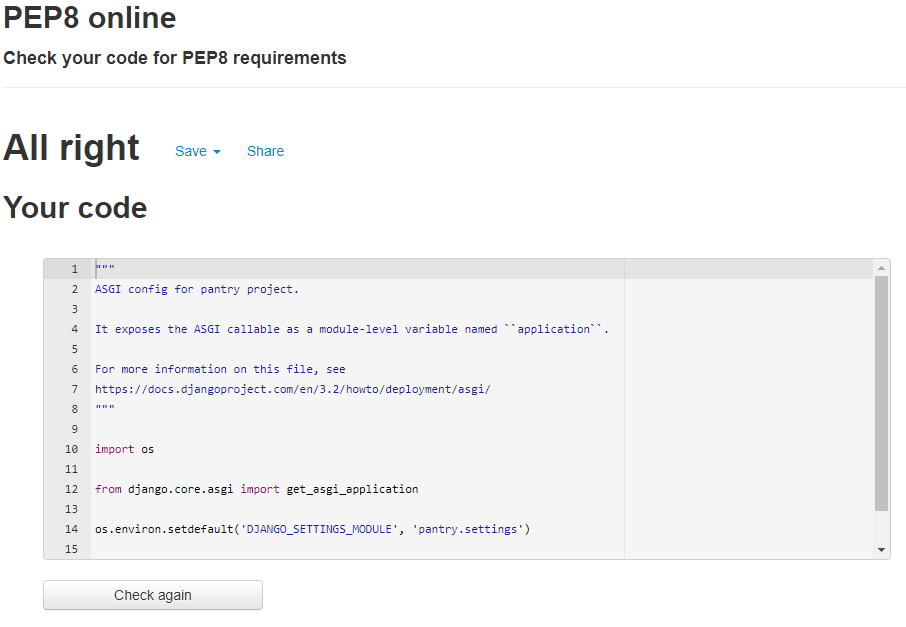 PEP8 online
Check your code for PEP8 requirements
All right Save Share
Your code
1 """
2 ASGI config for pantry project.
3
4 It exposes the ASGI callable as a module-level variable named ``application``.
5
6 For more information on this file, see
7 https://docs.djangoproject.com/en/3.2/howto/deployment/asgi/
8 """
9
10 import os
11
12 from django.core.asgi import get_asgi_application
13
14 os.environ.setdefault('DJANGO_SETTINGS_MODULE', 'pantry.settings')
15
Check again